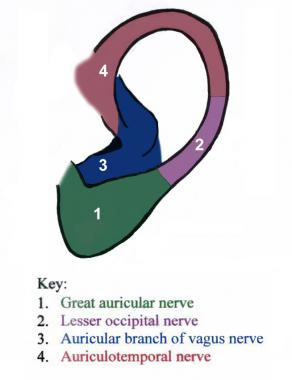 4
2
3
1
Key:
1. Great auricular nerve
2. Lesser occipital nerve
3. Auricular branch of vagus nerve
4. Auriculotemporal nerve